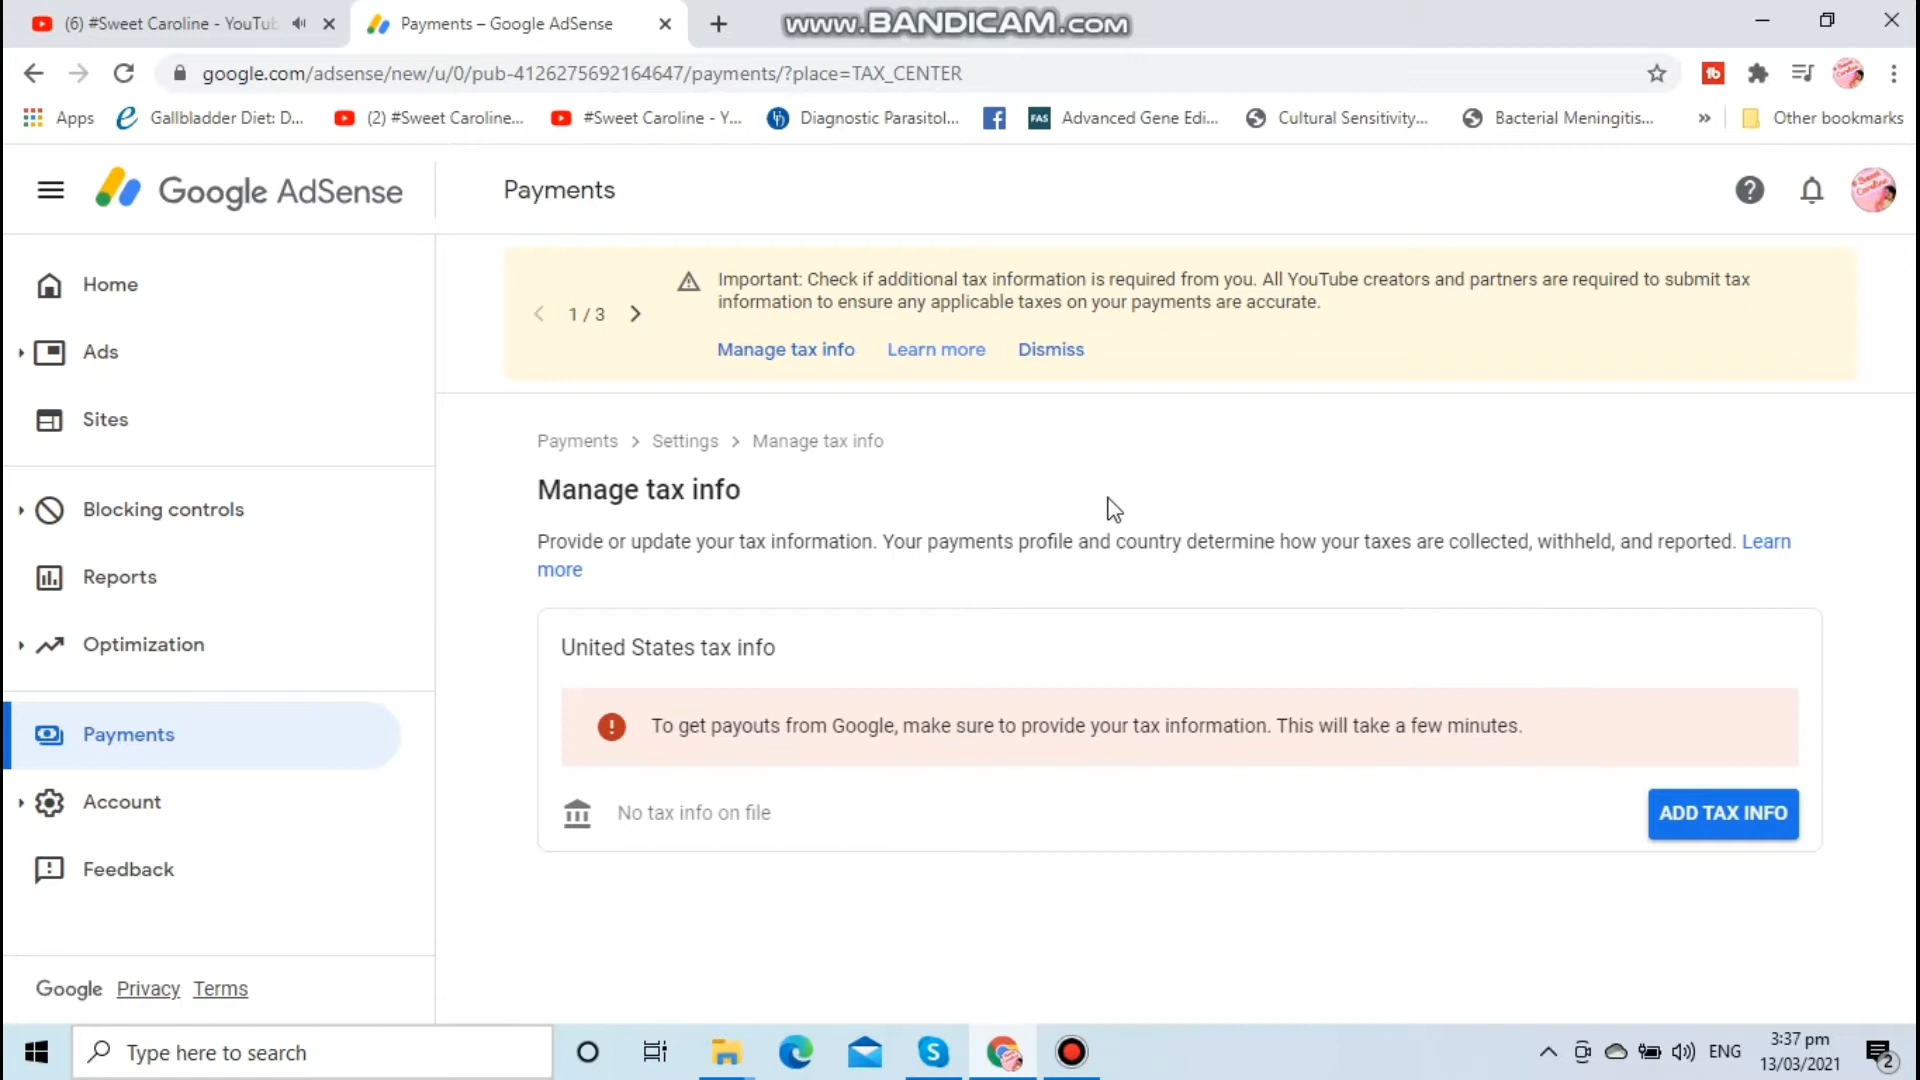 (6) #Sweet Caroline - YouTub
Payments – Google AdSense
www.BANDICAM.com
google.com/adsense/new/u/0/pub-4126275692164647/payments/?place=TAX_CENTER
Apps
Gallbladder Diet: D...
(2) #Sweet Caroline...
#Sweet Caroline - Y...
Diagnostic Parasitol...
FAS
Advanced Gene Edi...
Cultural Sensitivity...
Bacterial Meningitis...
»
Other bookmarks
Google AdSense
Payments
Sweet Caroline
Home
Ads
Sites
Blocking controls
Reports
Optimization
Payments
Account
Feedback
Google Privacy Terms
1 / 3
Important: Check if additional tax information is required from you. All YouTube creators and partners are required to submit tax
information to ensure any applicable taxes on your payments are accurate.
Manage tax info Learn more Dismiss
Payments > Settings > Manage tax info
Manage tax info
Provide or update your tax information. Your payments profile and country determine how your taxes are collected, withheld, and reported. Learn
more
United States tax info
To get payouts from Google, make sure to provide your tax information. This will take a few minutes.
No tax info on file
ADD TAX INFO
Type here to search
ENG
3:37 pm
13/03/2021
2